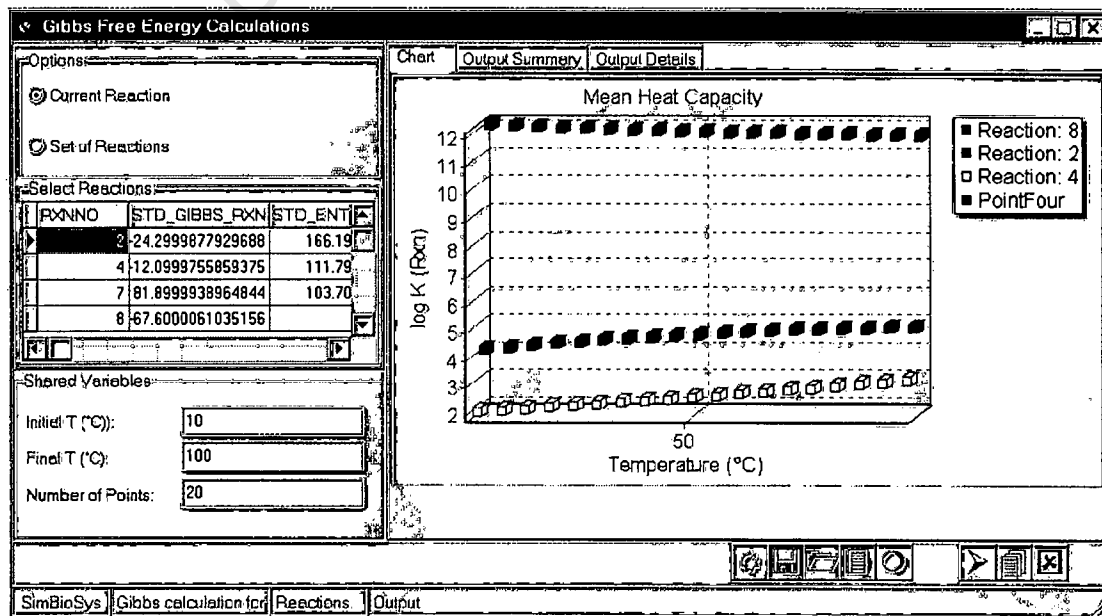 Gibbs Free Energy Calculations
Options:
Current Reaction
Set of Reactions
Select Reactions:
RXNNO STD_GIBBS_RXN STD_ENT
2 -24.2999877929688 166.19
4 -12.0999755859375 111.79
7 81.8999938964844 103.70
8 -67.6000061035156
Shared Variables
Initial T (°C):
10
Final T (°C):
100
Number of Points:
20
Chart Output Summary Output Details
Mean Heat Capacity
log K (Rxn)
12
11
10
9
8
7
6
5
4
3
2
50
Temperature (°C)
Reaction: 8
Reaction: 2
Reaction: 4
PointFour
SimBioSys Gibbs calculation for Reactions. Output